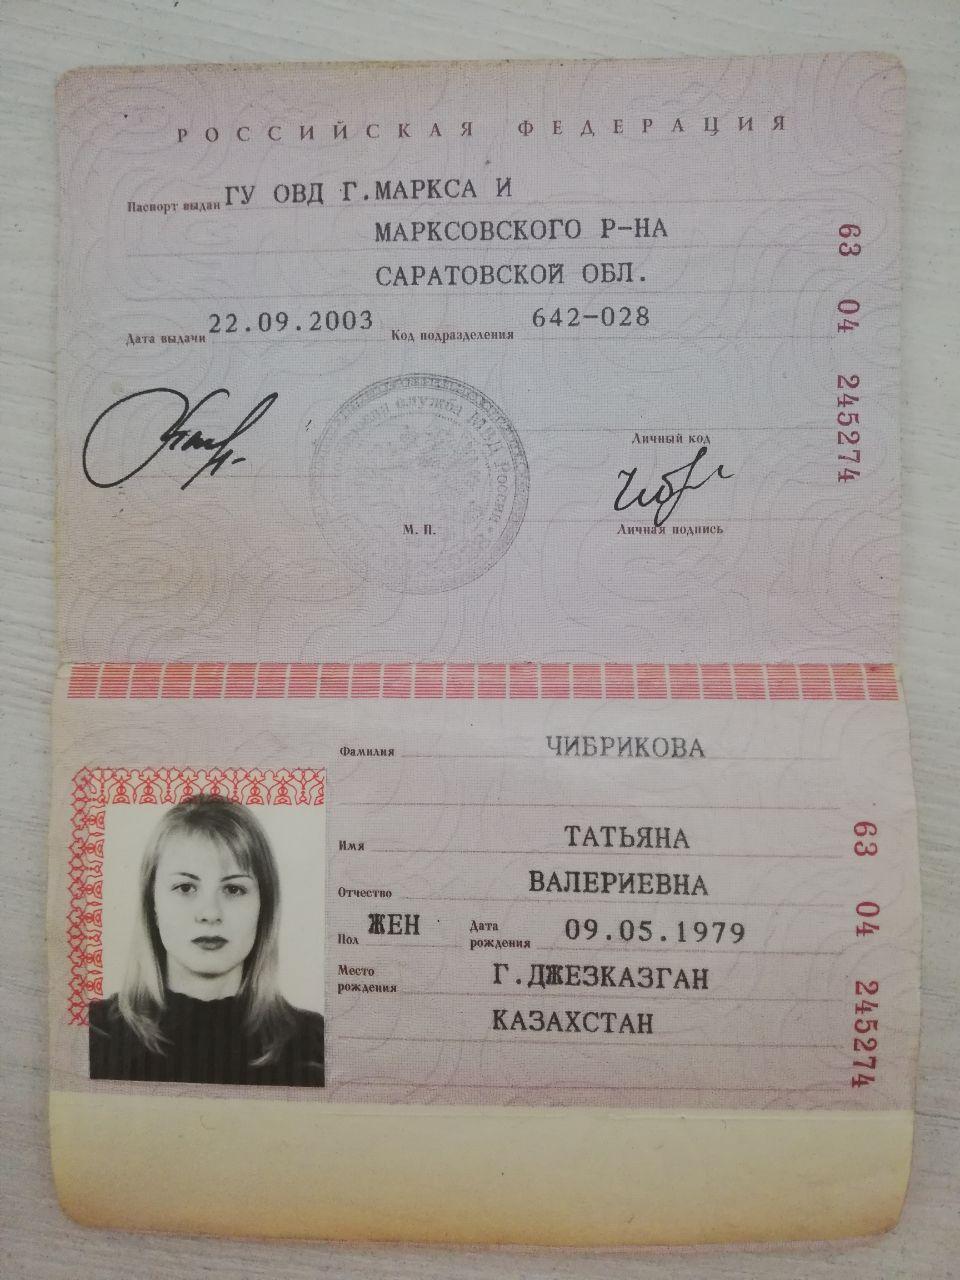 РОССИЙСКАЯ ФЕДЕРАЦИЯ
Паспорт выдан ГУ ОВД Г.МАРКСА И
МАРКСОВСКОГО Р-НА
САРАТОВСКОЙ ОБЛ.
Дата выдачи 22.09.2003 Код подразделения 642-028
63 04 245274
Личный код
М. П.
Личная подпись
Фамилия ЧИБРИКОВА
Имя ТАТЬЯНА
Отчество ВАЛЕРИЕВНА
Пол ЖЕН Дата рождения 09.05.1979
Место рождения Г.ДЖЕЗКАЗГАН
КАЗАХСТАН
63 04 245274